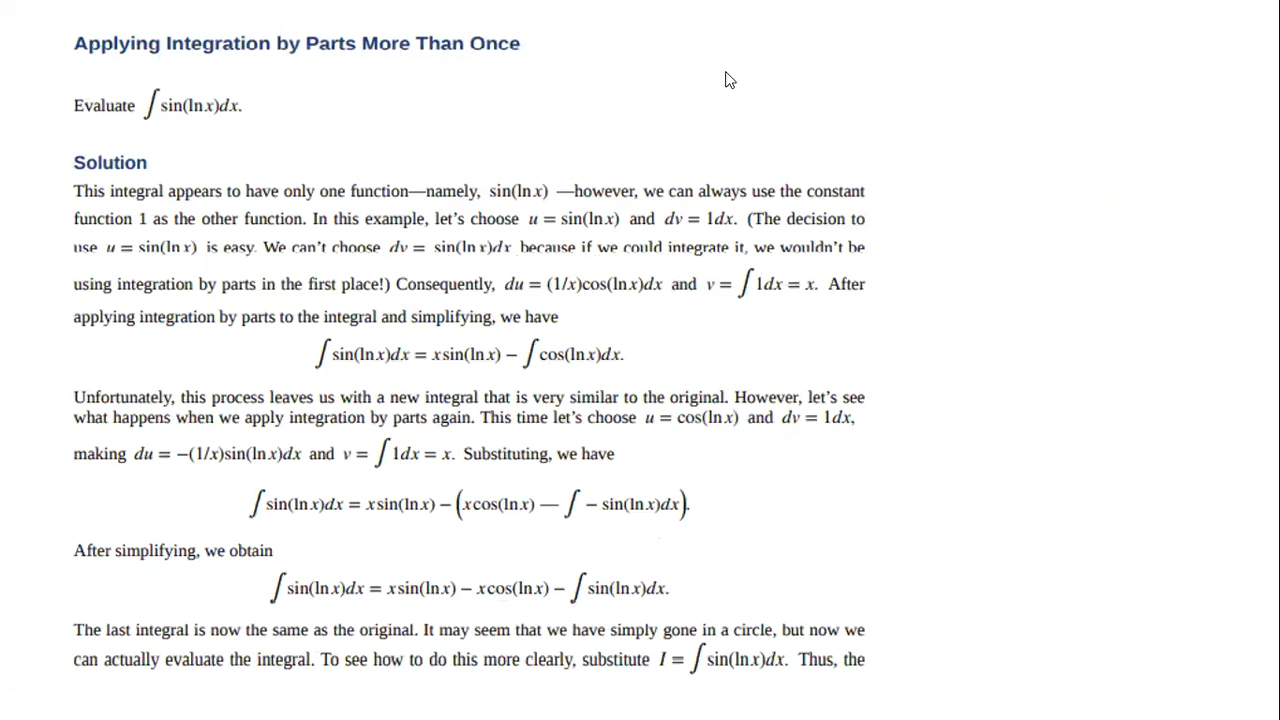 Applying Integration by Parts More Than Once
Evaluate ∫ sin(ln x)dx.
Solution
This integral appears to have only one function—namely, sin(ln x) —however, we can always use the constant
function 1 as the other function. In this example, let's choose u = sin(ln x) and dv = 1dx. (The decision to
use u = sin(ln x) is easy. We can't choose dv = sin(ln x)dx because if we could integrate it, we wouldn't be
using integration by parts in the first place!) Consequently, du = (1/x)cos(ln x)dx and v = ∫ 1dx = x. After
applying integration by parts to the integral and simplifying, we have
∫ sin(ln x)dx = x sin(ln x) − ∫ cos(ln x)dx.
Unfortunately, this process leaves us with a new integral that is very similar to the original. However, let's see
what happens when we apply integration by parts again. This time let's choose u = cos(ln x) and dv = 1dx,
making du = −(1/x)sin(ln x)dx and v = ∫ 1dx = x. Substituting, we have
∫ sin(ln x)dx = x sin(ln x) − (x cos(ln x) — ∫ − sin(ln x)dx).
After simplifying, we obtain
∫ sin(ln x)dx = x sin(ln x) − x cos(ln x) − ∫ sin(ln x)dx.
The last integral is now the same as the original. It may seem that we have simply gone in a circle, but now we
can actually evaluate the integral. To see how to do this more clearly, substitute I = ∫ sin(ln x)dx. Thus, the